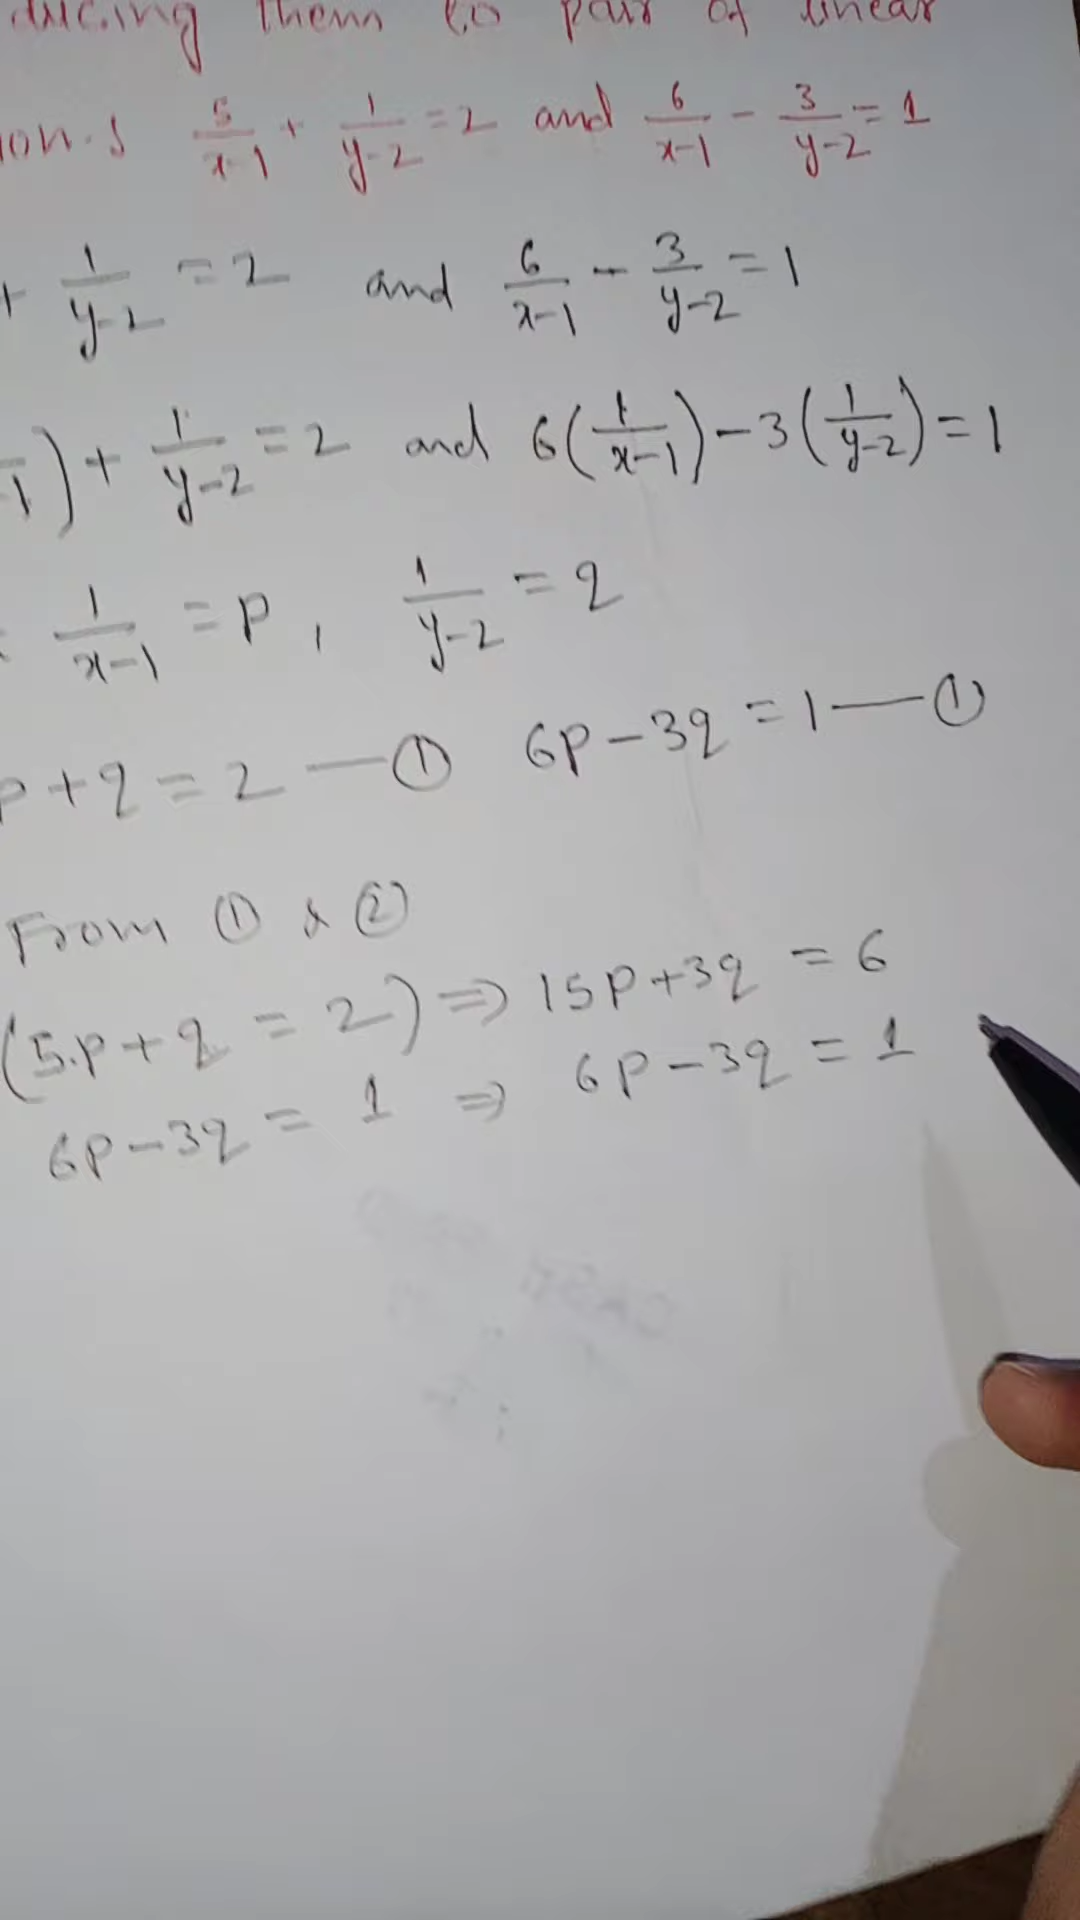 ducing them to pair of linear
ion.s 5/x-1 + 1/y-2 = 2 and 6/x-1 - 3/y-2 = 1
+ 1/y-2 = 2 and 6/x-1 - 3/y-2 = 1
1) + 1/y-2 = 2 and 6(1/x-1) - 3(1/y-2) = 1
1/x-1 = p, 1/y-2 = q
p + q = 2 — ① 6p - 3q = 1 — ①
From ① & ②
(5.p + q = 2) ⇒ 15p + 3q = 6
6p - 3q = 1 ⇒ 6p - 3q = 1